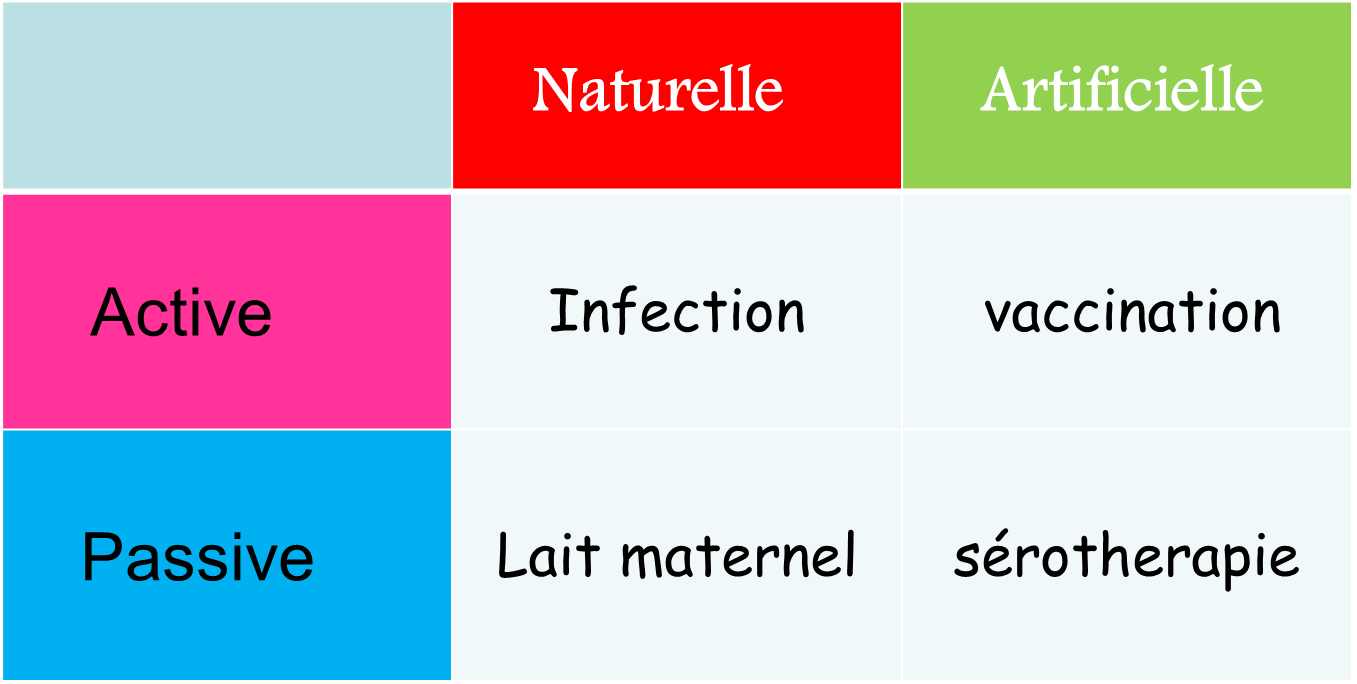 Naturelle
Artificielle
Active
Infection
vaccination
Passive
Lait maternel
sérotherapie